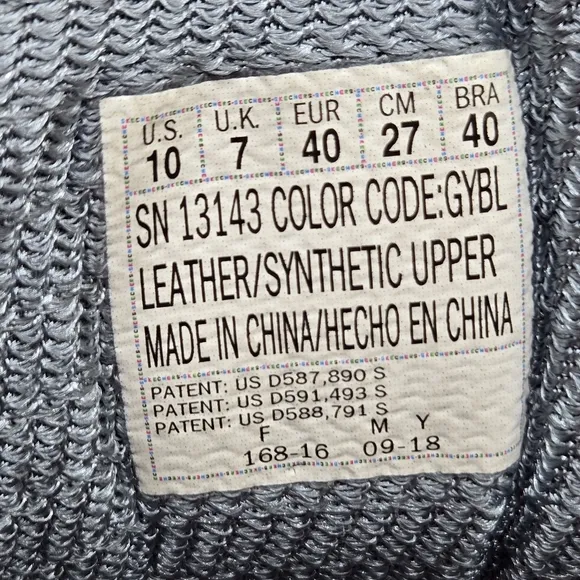 U.S. U.K. EUR CM BRA
10 7 40 27 40
SN 13143 COLOR CODE:GYBL
LEATHER/SYNTHETIC UPPER
MADE IN CHINA/HECHO EN CHINA
PATENT: US D587,890 S
PATENT: US D591,493 S
PATENT: US D588,791 S
F M Y
168-16 09-18